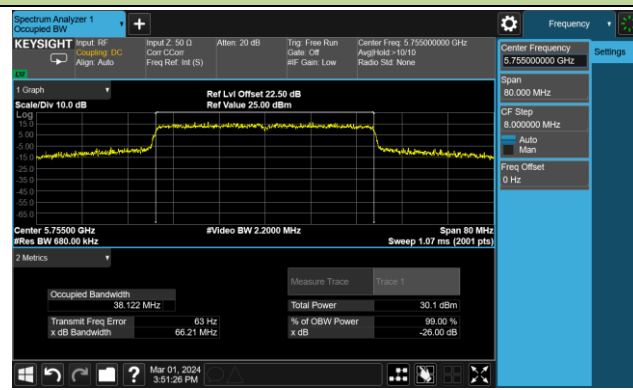 Spectrum Analyzer 1
Occupied BW
Frequency
KEYSIGHT
Input: RF
Coupling: DC
Align: Auto
Input Z: 50 Ω
Corr CCorr
Freq Ref: Int (S)
Atten: 20 dB
Trig: Free Run
Gate: Off
#IF Gain: Low
Center Freq: 5.755000000 GHz
Avg|Hold:>10/10
Radio Std: None
Center Frequency
5.755000000 GHz
Settings
Span
80.000 MHz
CF Step
8.000000 MHz
Auto
Man
Freq Offset
0 Hz
1 Graph
Scale/Div 10.0 dB
Ref Lvl Offset 22.50 dB
Ref Value 25.00 dBm
Log
15.0
5.00
-5.00
-15.0
-25.0
-35.0
-45.0
-55.0
-65.0
Center 5.75500 GHz
#Res BW 680.00 kHz
#Video BW 2.2000 MHz
Span 80 MHz
Sweep 1.07 ms (2001 pts)
2 Metrics
Measure Trace
Trace 1
Occupied Bandwidth
38.122 MHz
Total Power
30.1 dBm
Transmit Freq Error
63 Hz
% of OBW Power
99.00 %
x dB Bandwidth
66.21 MHz
x dB
-26.00 dB
Mar 01, 2024
3:51:26 PM